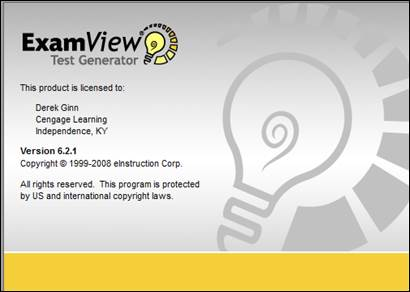 ExamView
Test Generator
This product is licensed to:
Derek Ginn
Cengage Learning
Independence, KY
Version 6.2.1
Copyright © 1999-2008 eInstruction Corp.
All rights reserved. This program is protected
by US and international copyright laws.